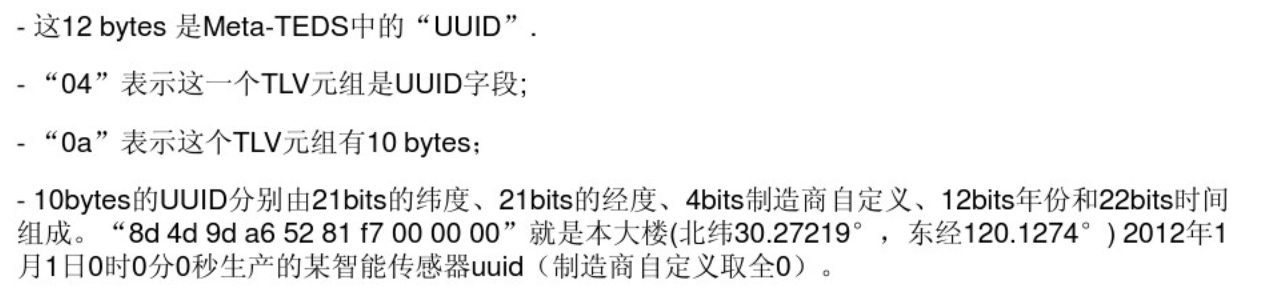 - 这12 bytes 是Meta-TEDS中的“UUID”.
- “04”表示这一个TLV元组是UUID字段;
- “0a”表示这个TLV元组有10 bytes；
- 10bytes的UUID分别由21bits的纬度、21bits的经度、4bits制造商自定义、12bits年份和22bits时间
组成。“8d 4d 9d a6 52 81 f7 00 00 00”就是本大楼(北纬30.27219°，东经120.1274°) 2012年1
月1日0时0分0秒生产的某智能传感器uuid（制造商自定义取全0）。